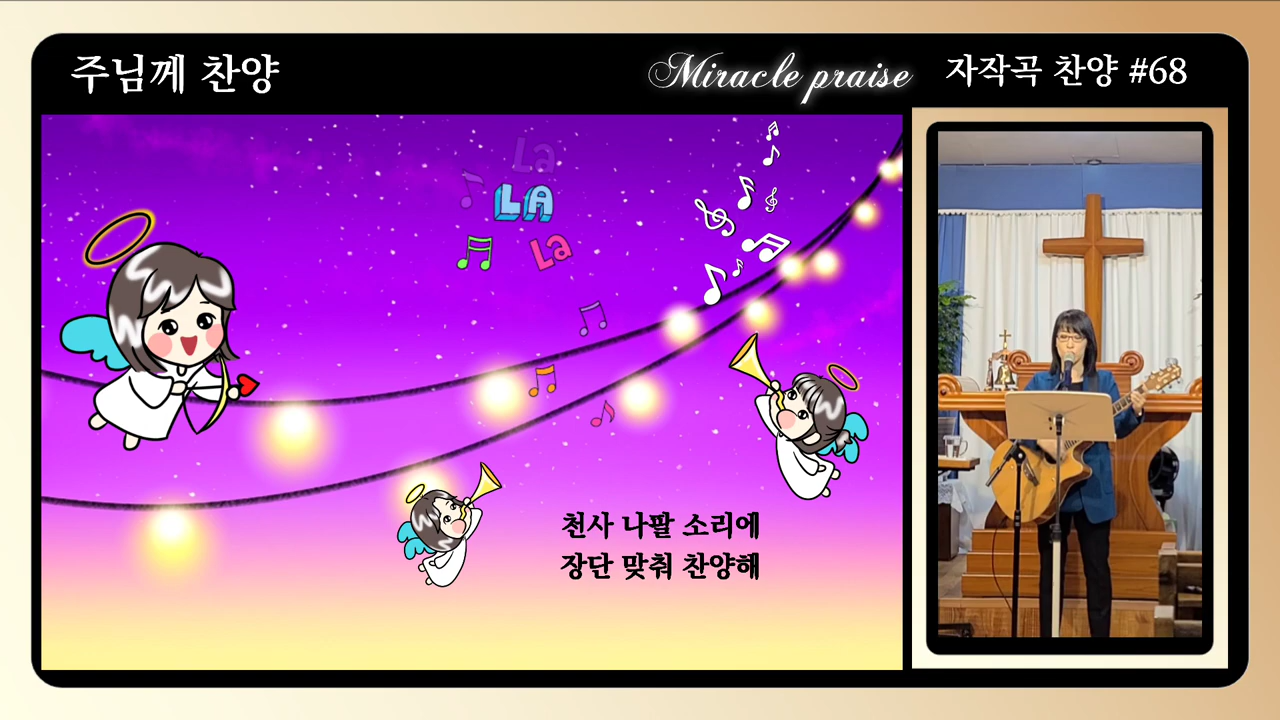 주님께 찬양
Miracle praise
자작곡 찬양 #68
La
LA
La
천사 나팔 소리에
장단 맞춰 찬양해